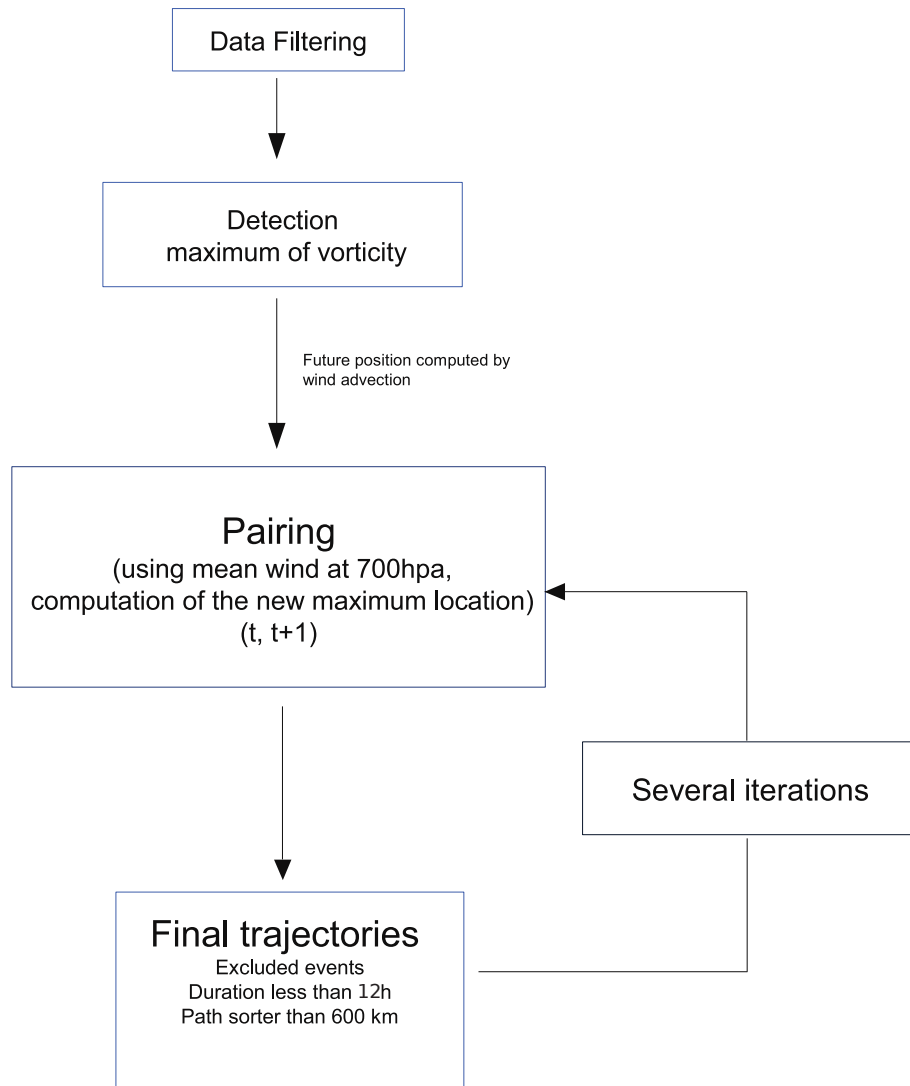 Data Filtering
Detection
maximum of vorticity
Future position computed by
wind advection
Pairing
(using mean wind at 700hpa,
computation of the new maximum location)
(t, t+1)
Several iterations
Final trajectories
Excluded events
Duration less than 12h
Path sorter than 600 km